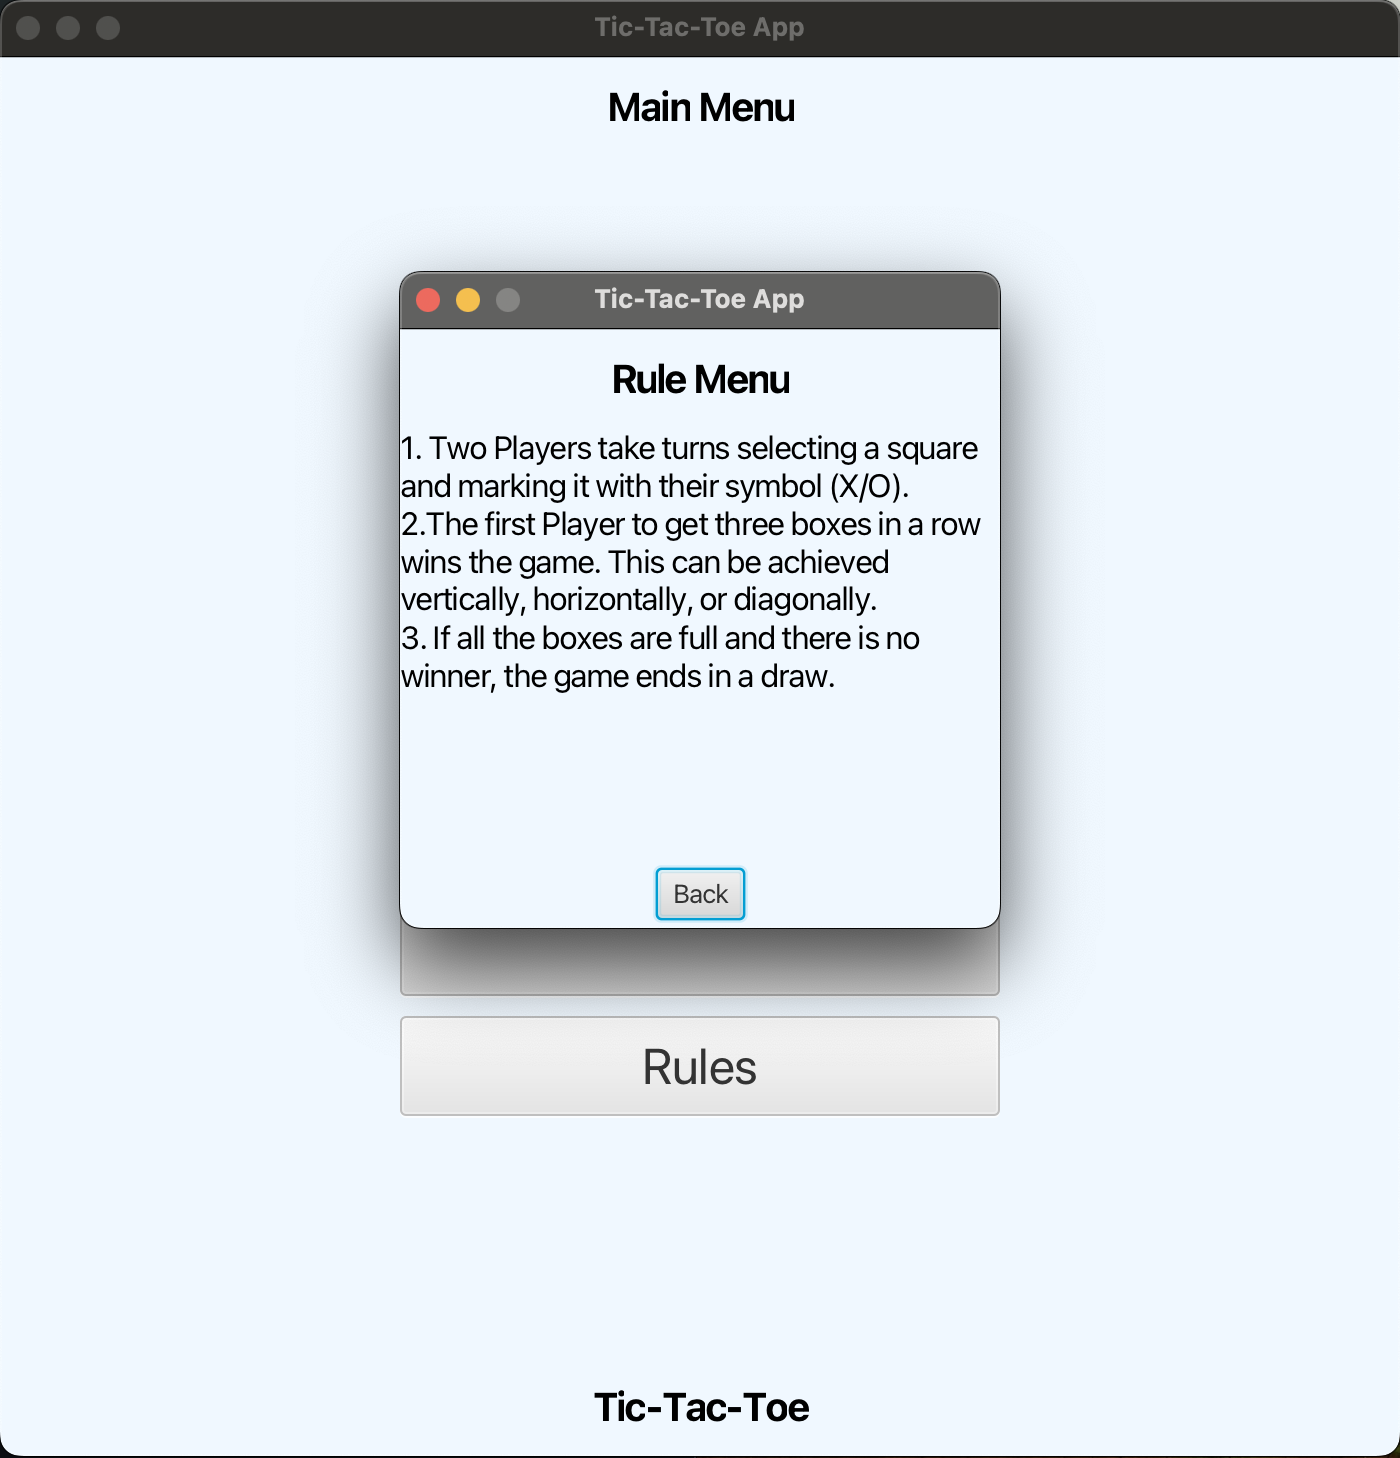 Tic-Tac-Toe App
Main Menu
Tic-Tac-Toe App
Rule Menu
1. Two Players take turns selecting a square
and marking it with their symbol (X/O).
2.The first Player to get three boxes in a row
wins the game. This can be achieved
vertically, horizontally, or diagonally.
3. If all the boxes are full and there is no
winner, the game ends in a draw.
Back
Rules
Tic-Tac-Toe